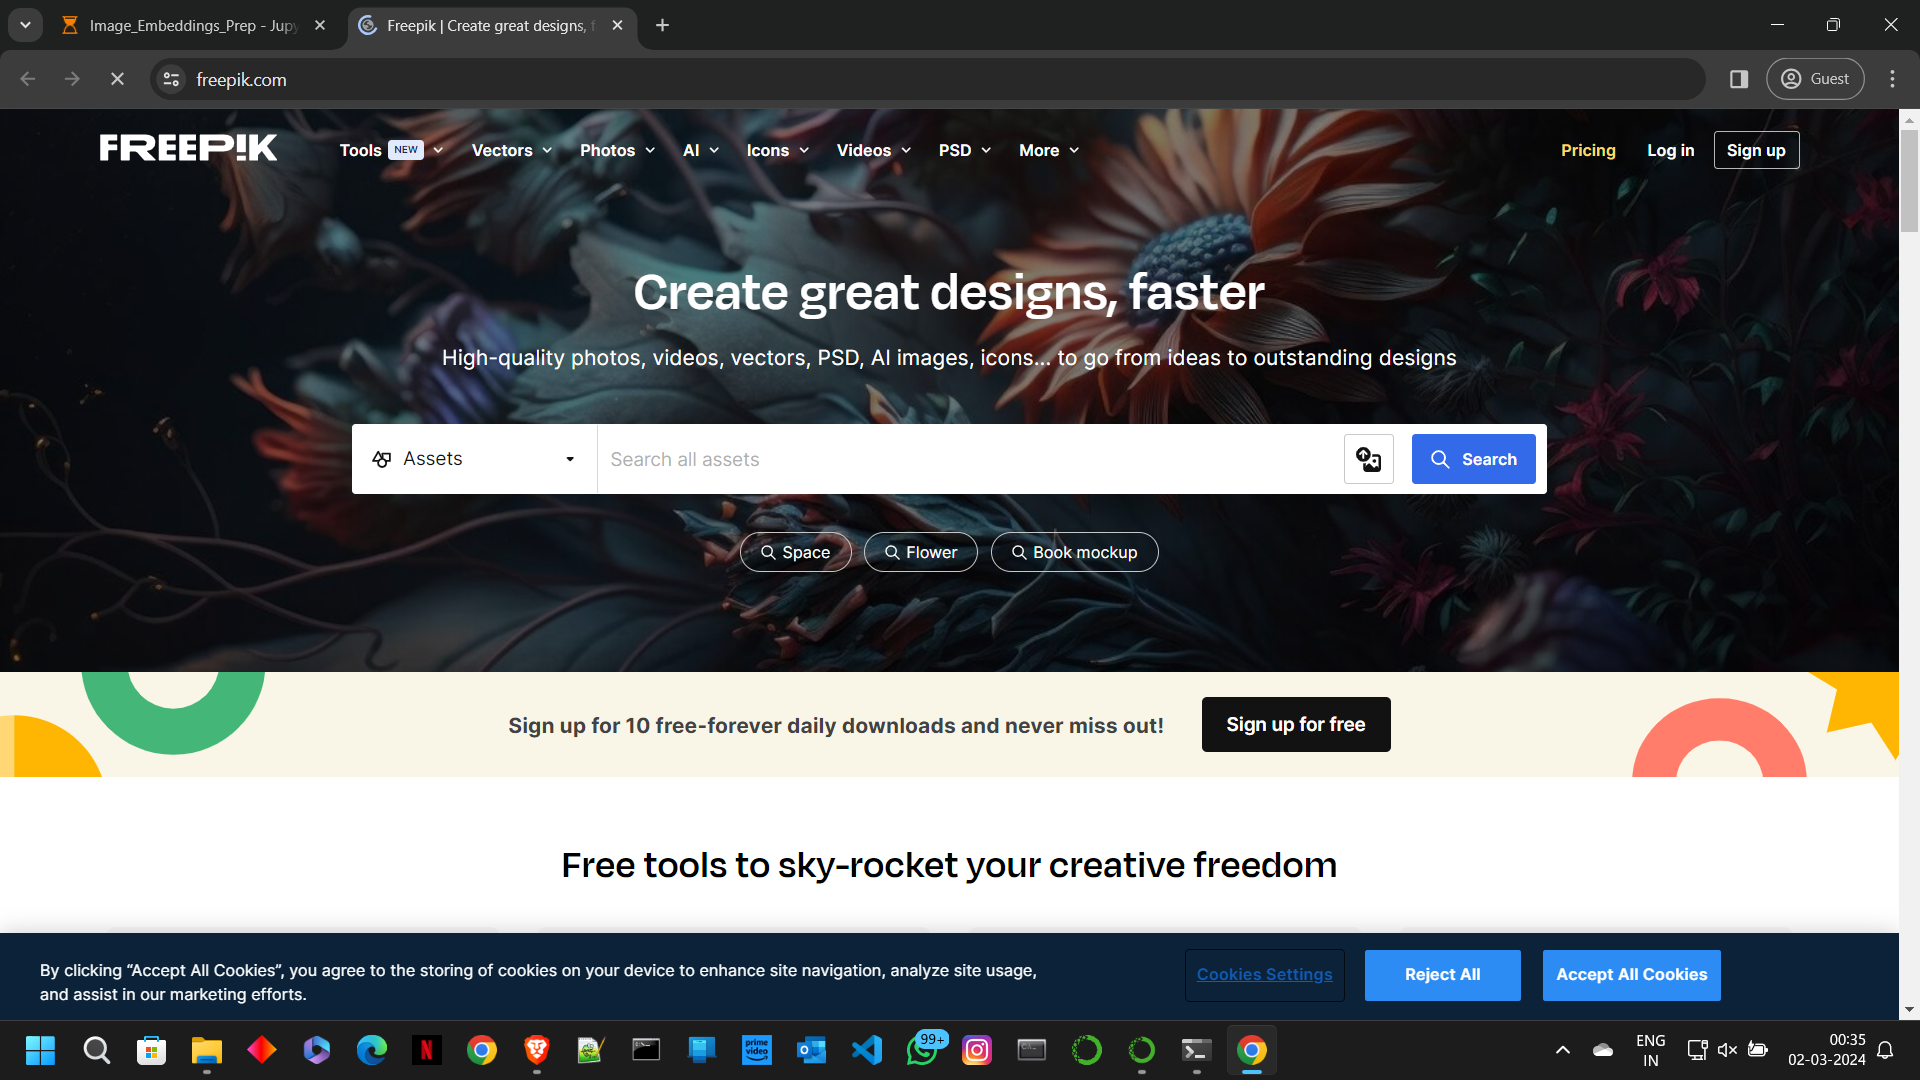 Image_Embeddings_Prep - Jupy
Freepik | Create great designs, f
freepik.com
Guest
FREEPIK
Tools NEW
Vectors
Photos
AI
Icons
Videos
PSD
More
Pricing
Log in
Sign up
Create great designs, faster
High-quality photos, videos, vectors, PSD, AI images, icons... to go from ideas to outstanding designs
Assets
Search all assets
Search
Space
Flower
Book mockup
Sign up for 10 free-forever daily downloads and never miss out!
Sign up for free
Free tools to sky-rocket your creative freedom
By clicking “Accept All Cookies”, you agree to the storing of cookies on your device to enhance site navigation, analyze site usage,
and assist in our marketing efforts.
Cookies Settings
Reject All
Accept All Cookies
N
prime
video
99+
ENG
IN
00:35
02-03-2024